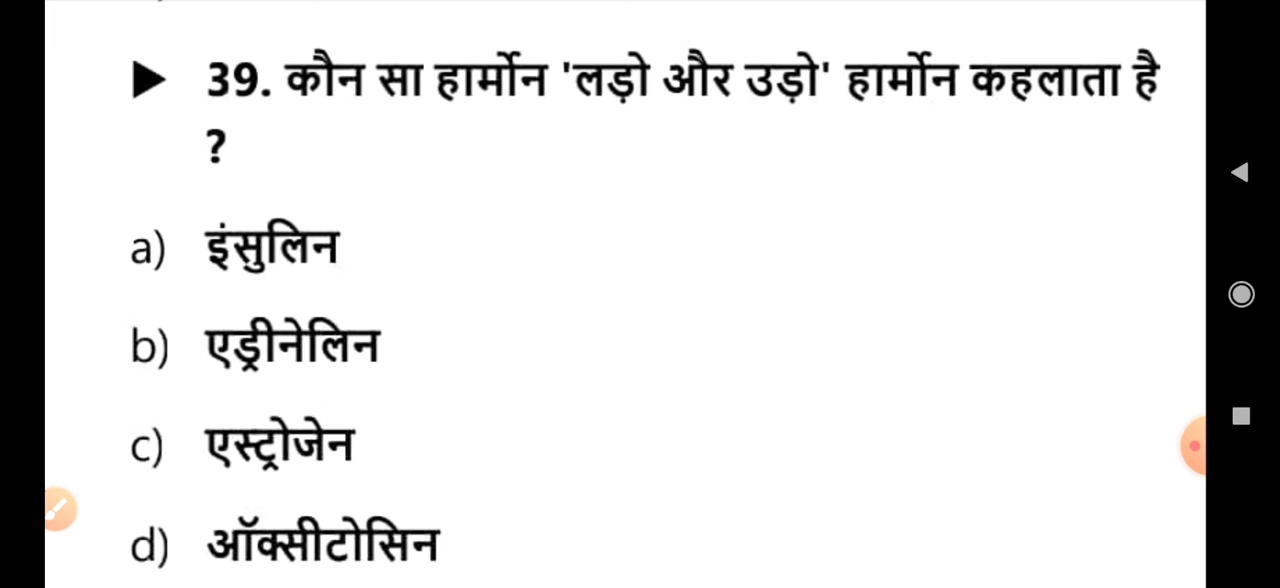 ▶ 39. कौन सा हार्मोन 'लड़ो और उड़ो' हार्मोन कहलाता है
?
a) इंसुलिन
b) एड्रीनेलिन
c) एस्ट्रोजेन
d) ऑक्सीटोसिन